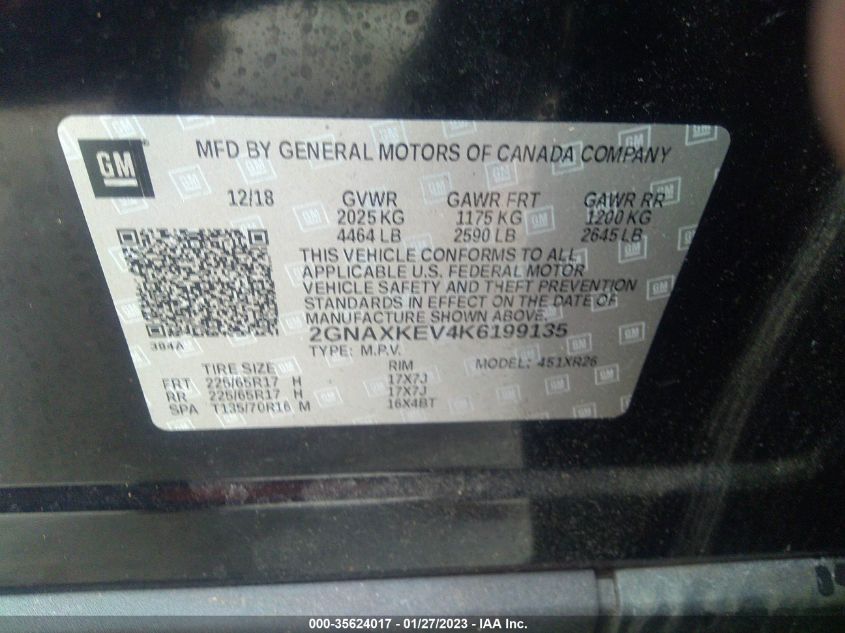 GM
MFD BY GENERAL MOTORS OF CANADA COMPANY
12/18 GVWR GAWR FRT GAWR RR
2025 KG 1175 KG 1200 KG
4464 LB 2590 LB 2645 LB
THIS VEHICLE CONFORMS TO ALL
APPLICABLE U.S. FEDERAL MOTOR
VEHICLE SAFETY AND THEFT PREVENTION
STANDARDS IN EFFECT ON THE DATE OF
MANUFACTURE SHOWN ABOVE.
2GNAXKEV4K6199135
384A TYPE: M.P.V. MODEL: 451XR26
TIRE SIZE RIM
FRT 225/65R17 H 17X7J
RR 225/65R17 H 17X7J
SPA T135/70R16 M 16X4BT
000-35624017 - 01/27/2023 - IAA Inc.